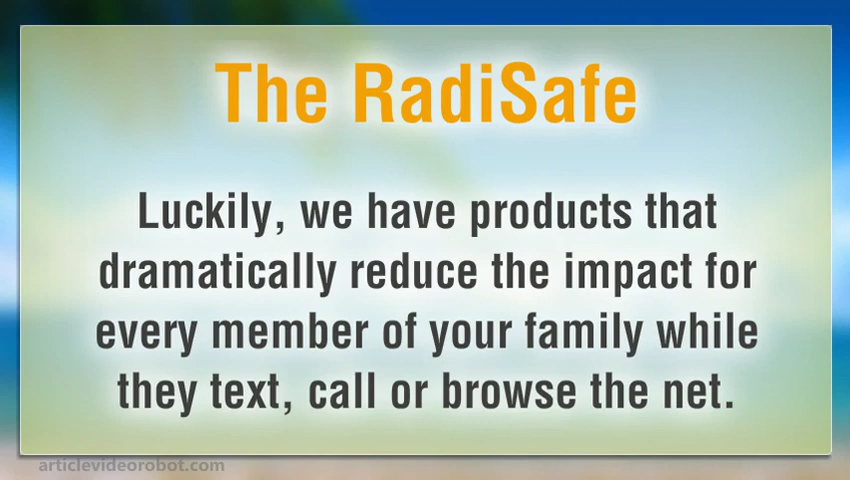 The RadiSafe
Luckily, we have products that
dramatically reduce the impact for
every member of your family while
they text, call or browse the net.
articlevideorobot.com